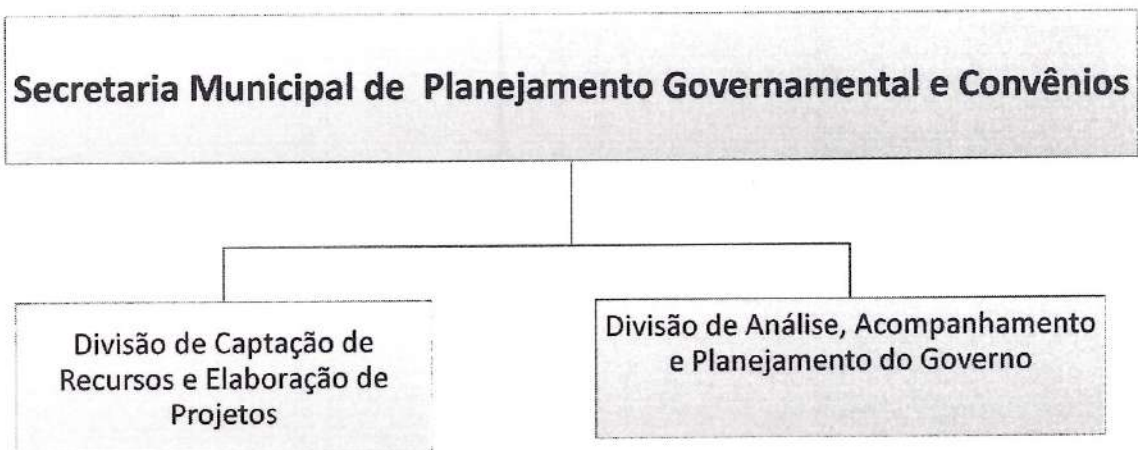 Secretaria Municipal de Planejamento Governamental e Convênios
Divisão de Captação de
Recursos e Elaboração de
Projetos
Divisão de Análise, Acompanhamento
e Planejamento do Governo